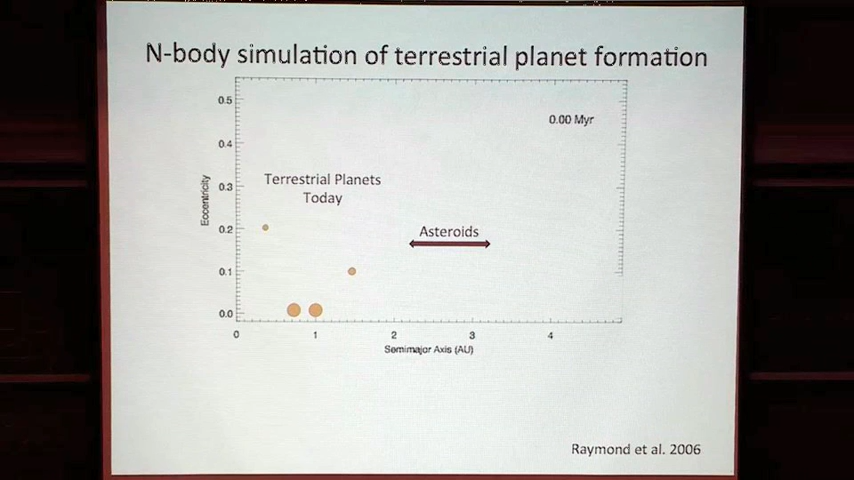 N-body simulation of terrestrial planet formation
0.5
0.00 Myr
0.4
Terrestrial Planets
Today
0.3
Eccentricity
0.2
Asteroids
0.1
0.0
0 1 2 3 4
Semimajor Axis (AU)
Raymond et al. 2006